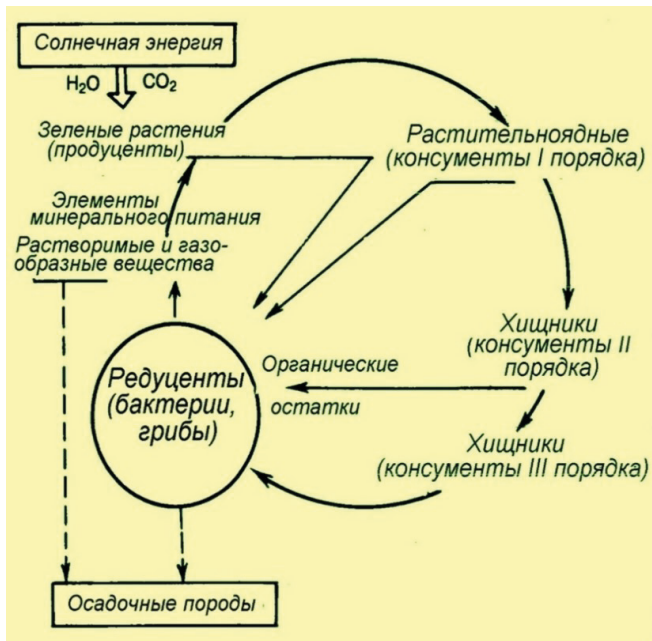 Солнечная энергия
H₂O CO₂
Зеленые растения
(продуценты)
Растительноядные
(консументы I порядка)
Элементы
минерального питания
Растворимые и газо-
образные вещества
Хищники
(консументы II
порядка)
Органические
остатки
Редуценты
(бактерии,
грибы)
Хищники
(консументы III порядка)
Осадочные породы